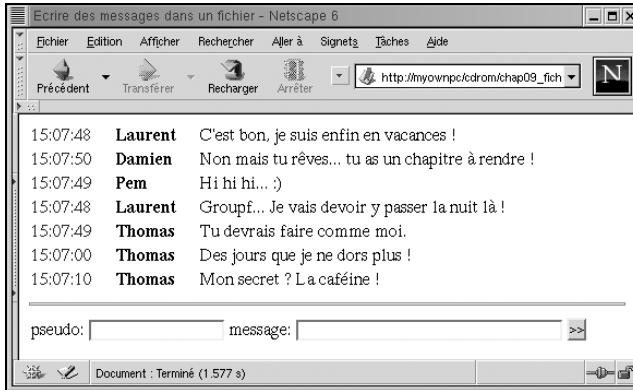 Ecrire des messages dans un fichier - Netscape 6
Fichier Edition Afficher Rechercher Aller à Signets Tâches Aide
Précédent Transférer Recharger Arrêter http://myownpc/cdrom/chap09_fich N
15:07:48 Laurent C'est bon, je suis enfin en vacances !
15:07:50 Damien Non mais tu rêves... tu as un chapitre à rendre !
15:07:49 Pem Hi hi hi... :)
15:07:48 Laurent Groupf... Je vais devoir y passer la nuit là !
15:07:49 Thomas Tu devrais faire comme moi.
15:07:00 Thomas Des jours que je ne dors plus !
15:07:10 Thomas Mon secret ? La caféine !
pseudo: message: >>
Document : Terminé (1.577 s)